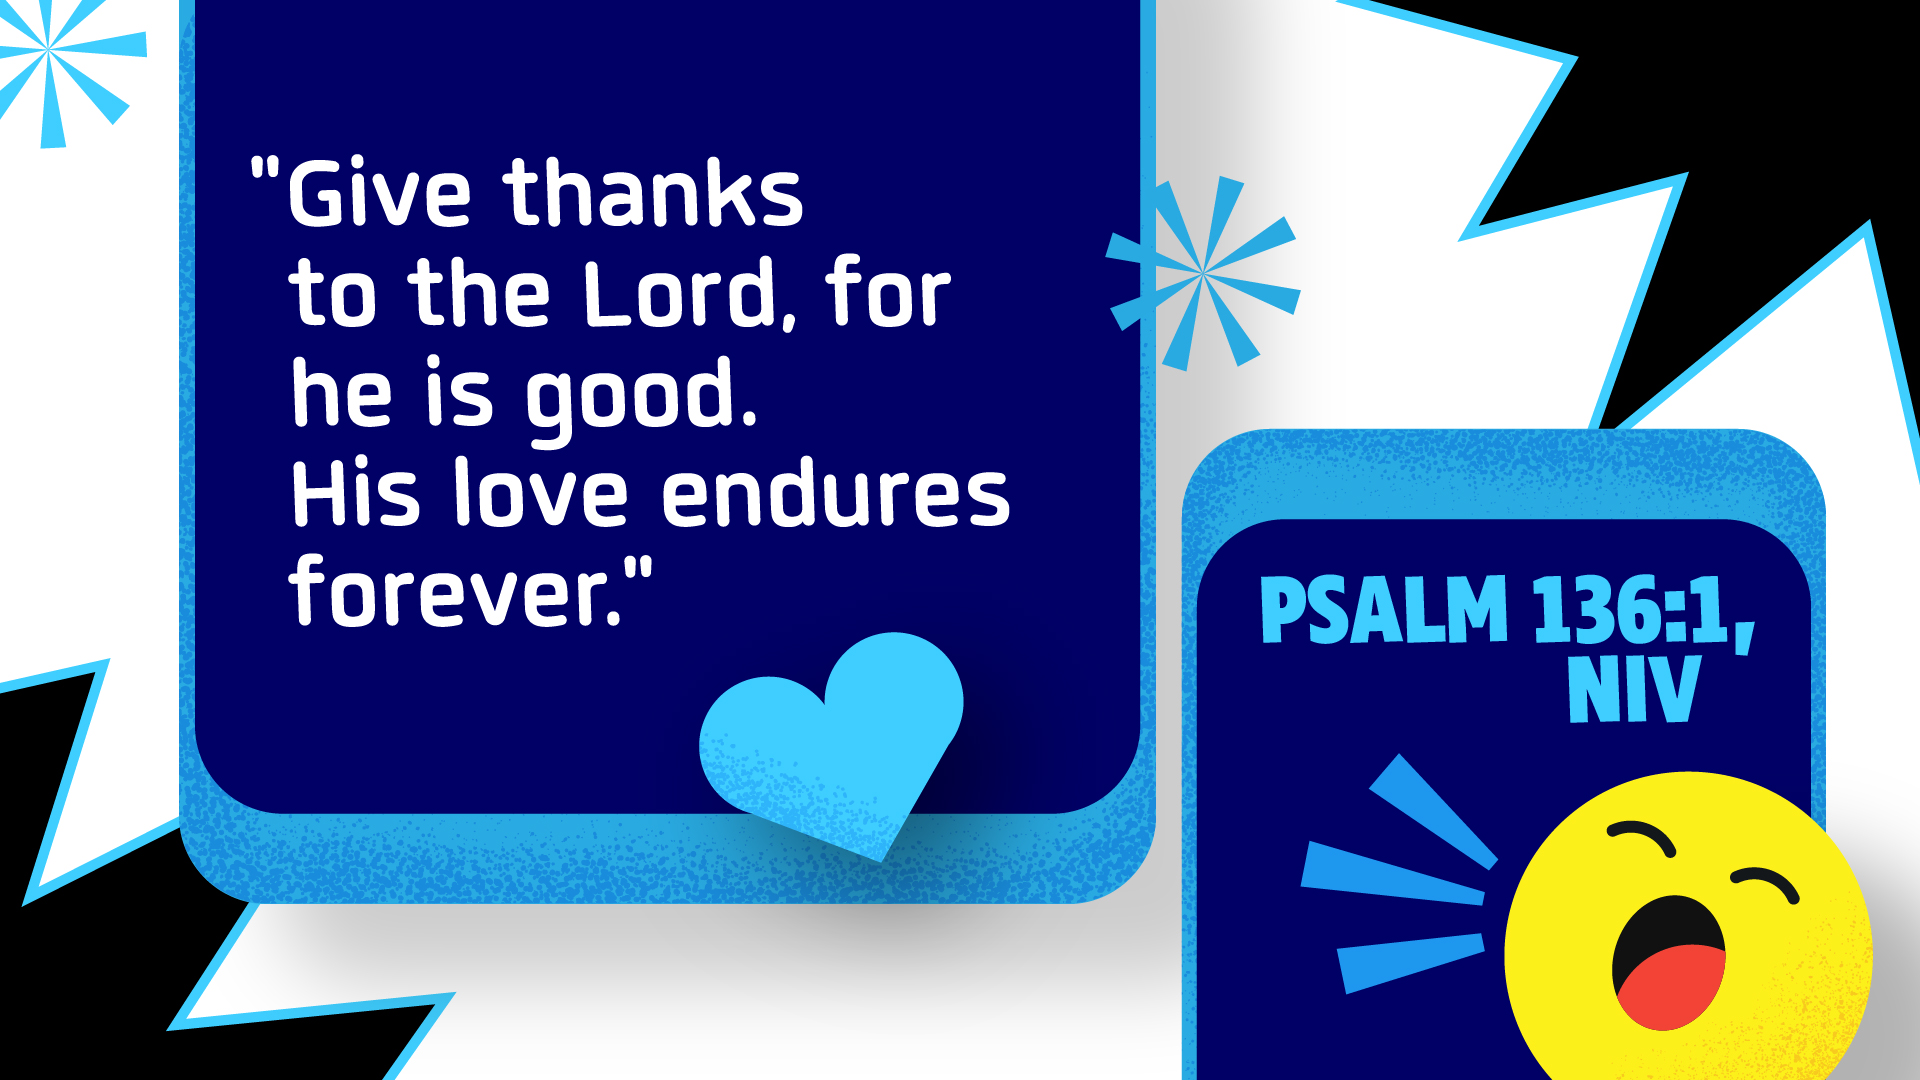 "Give thanks
to the Lord, for
he is good.
His love endures
forever."
PSALM 136:1,
NIV